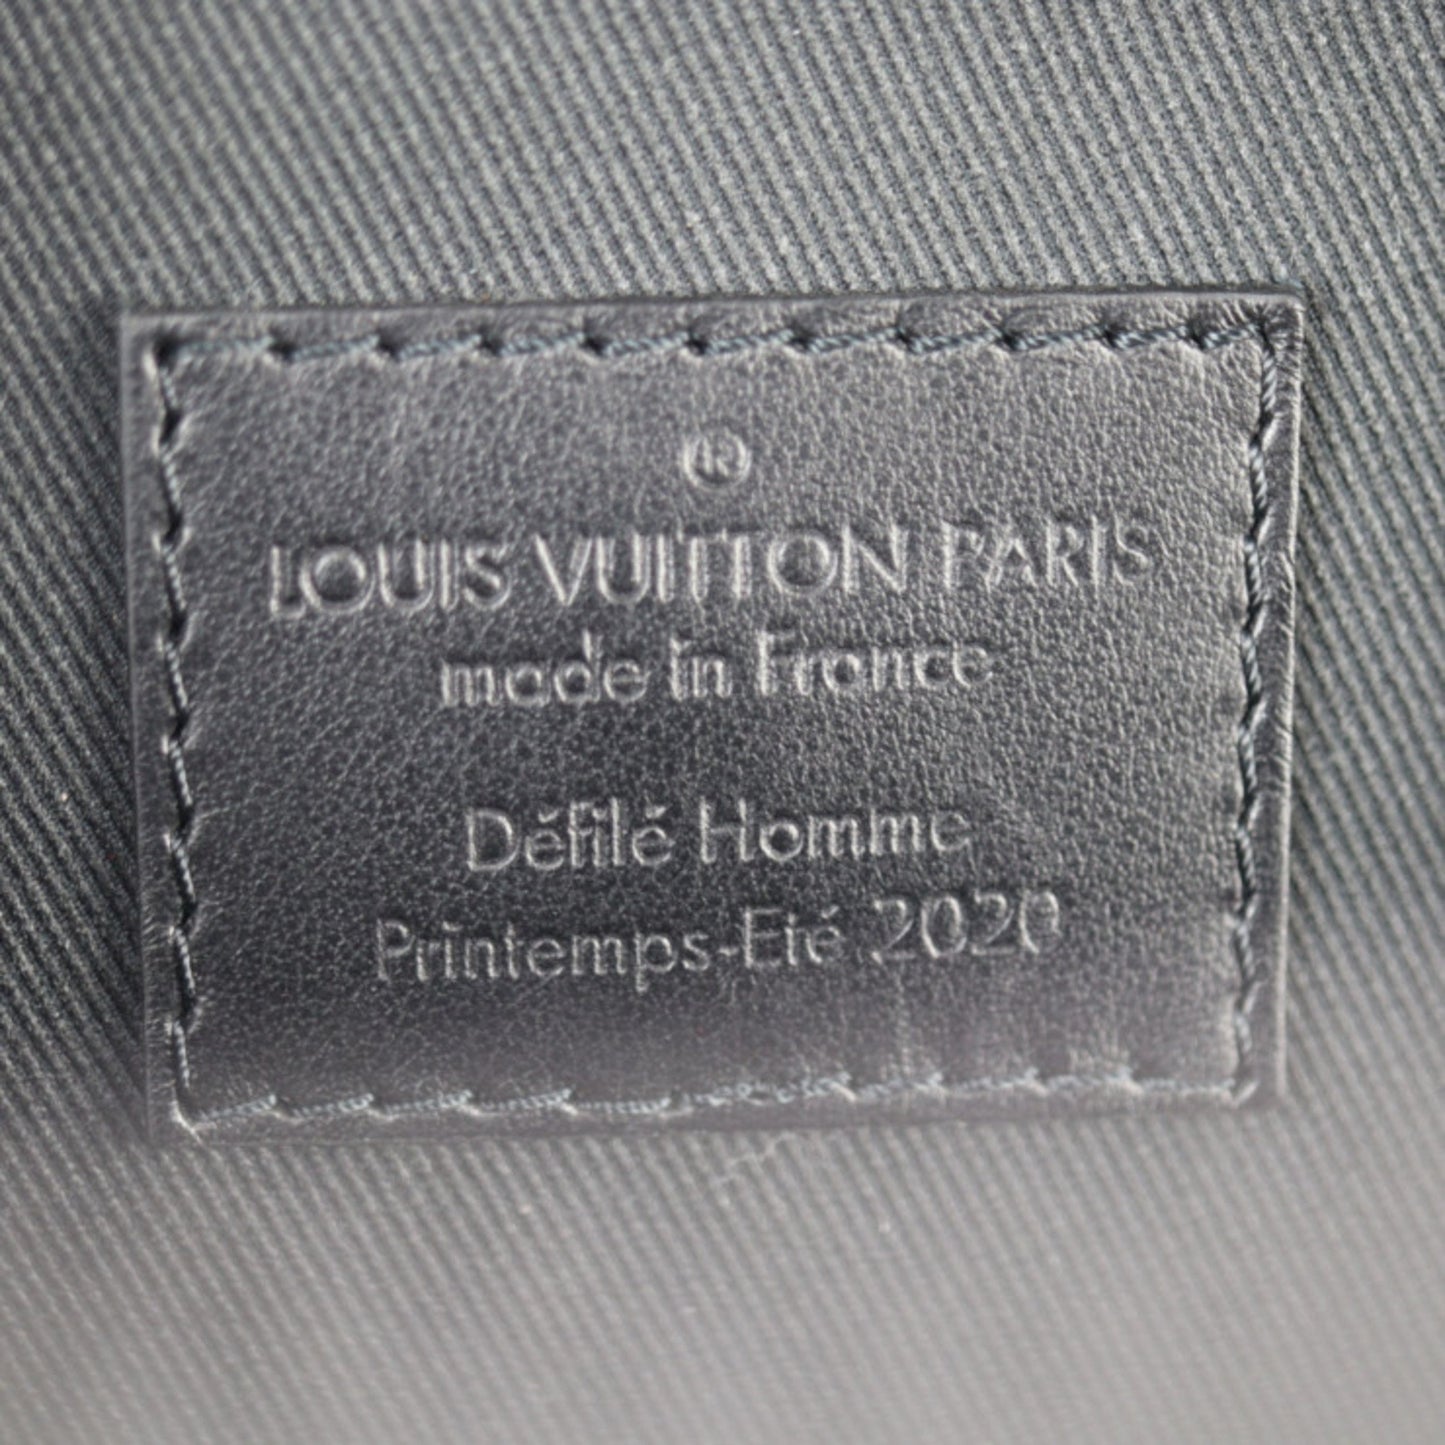 ®
LOUIS VUITTON PARIS
made in France
Défilé Homme
Printemps-Eté 2020